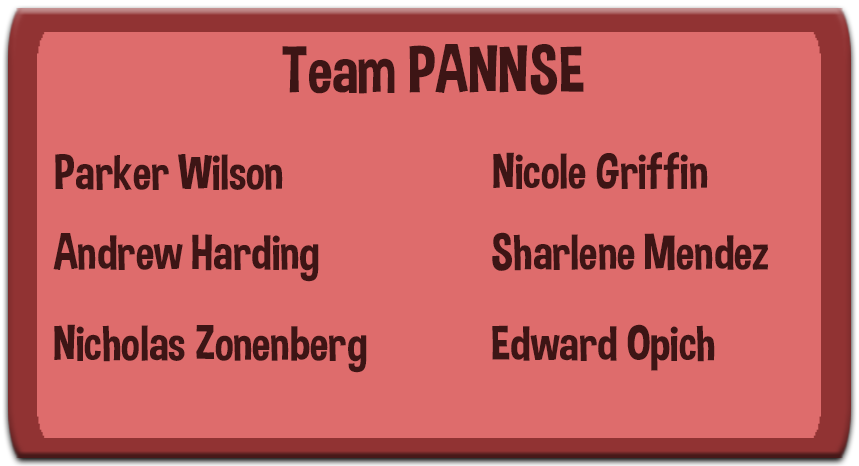 Team PANNSE
Parker Wilson
Andrew Harding
Nicholas Zonenberg
Nicole Griffin
Sharlene Mendez
Edward Opich